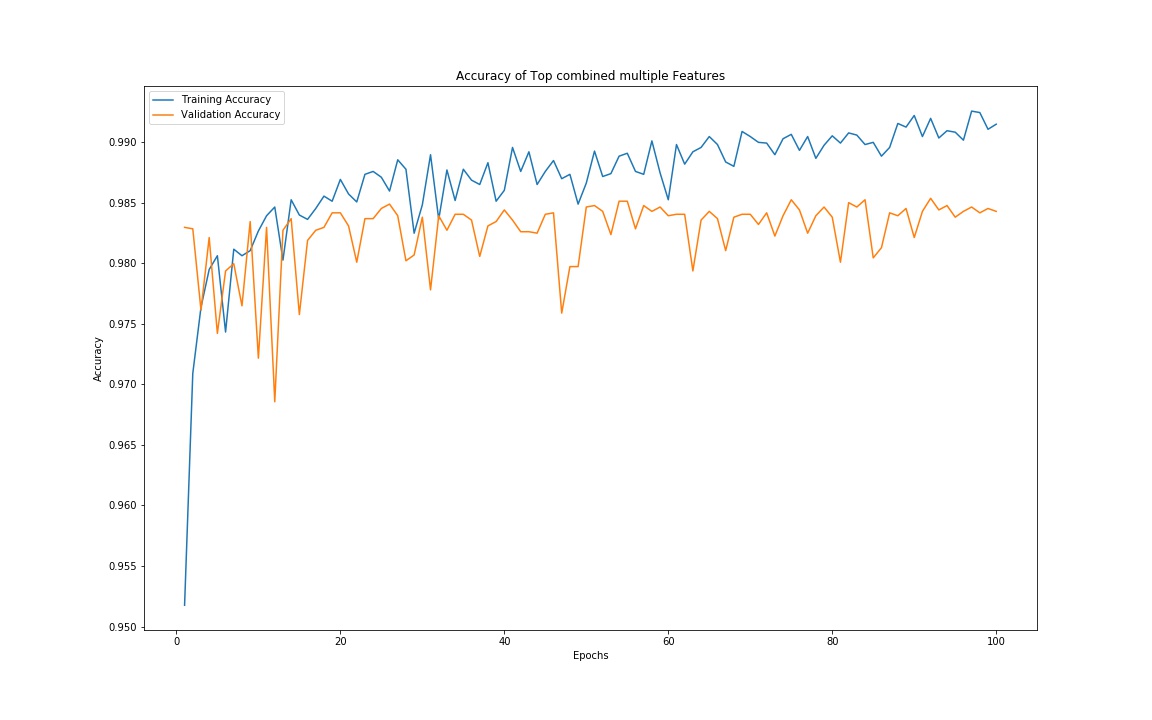 Accuracy of Top combined multiple Features
Training Accuracy
Validation Accuracy
0.990
0.985
0.980
0.975
0.970
0.965
0.960
0.955
0.950
Accuracy
0 20 40 60 80 100
Epochs